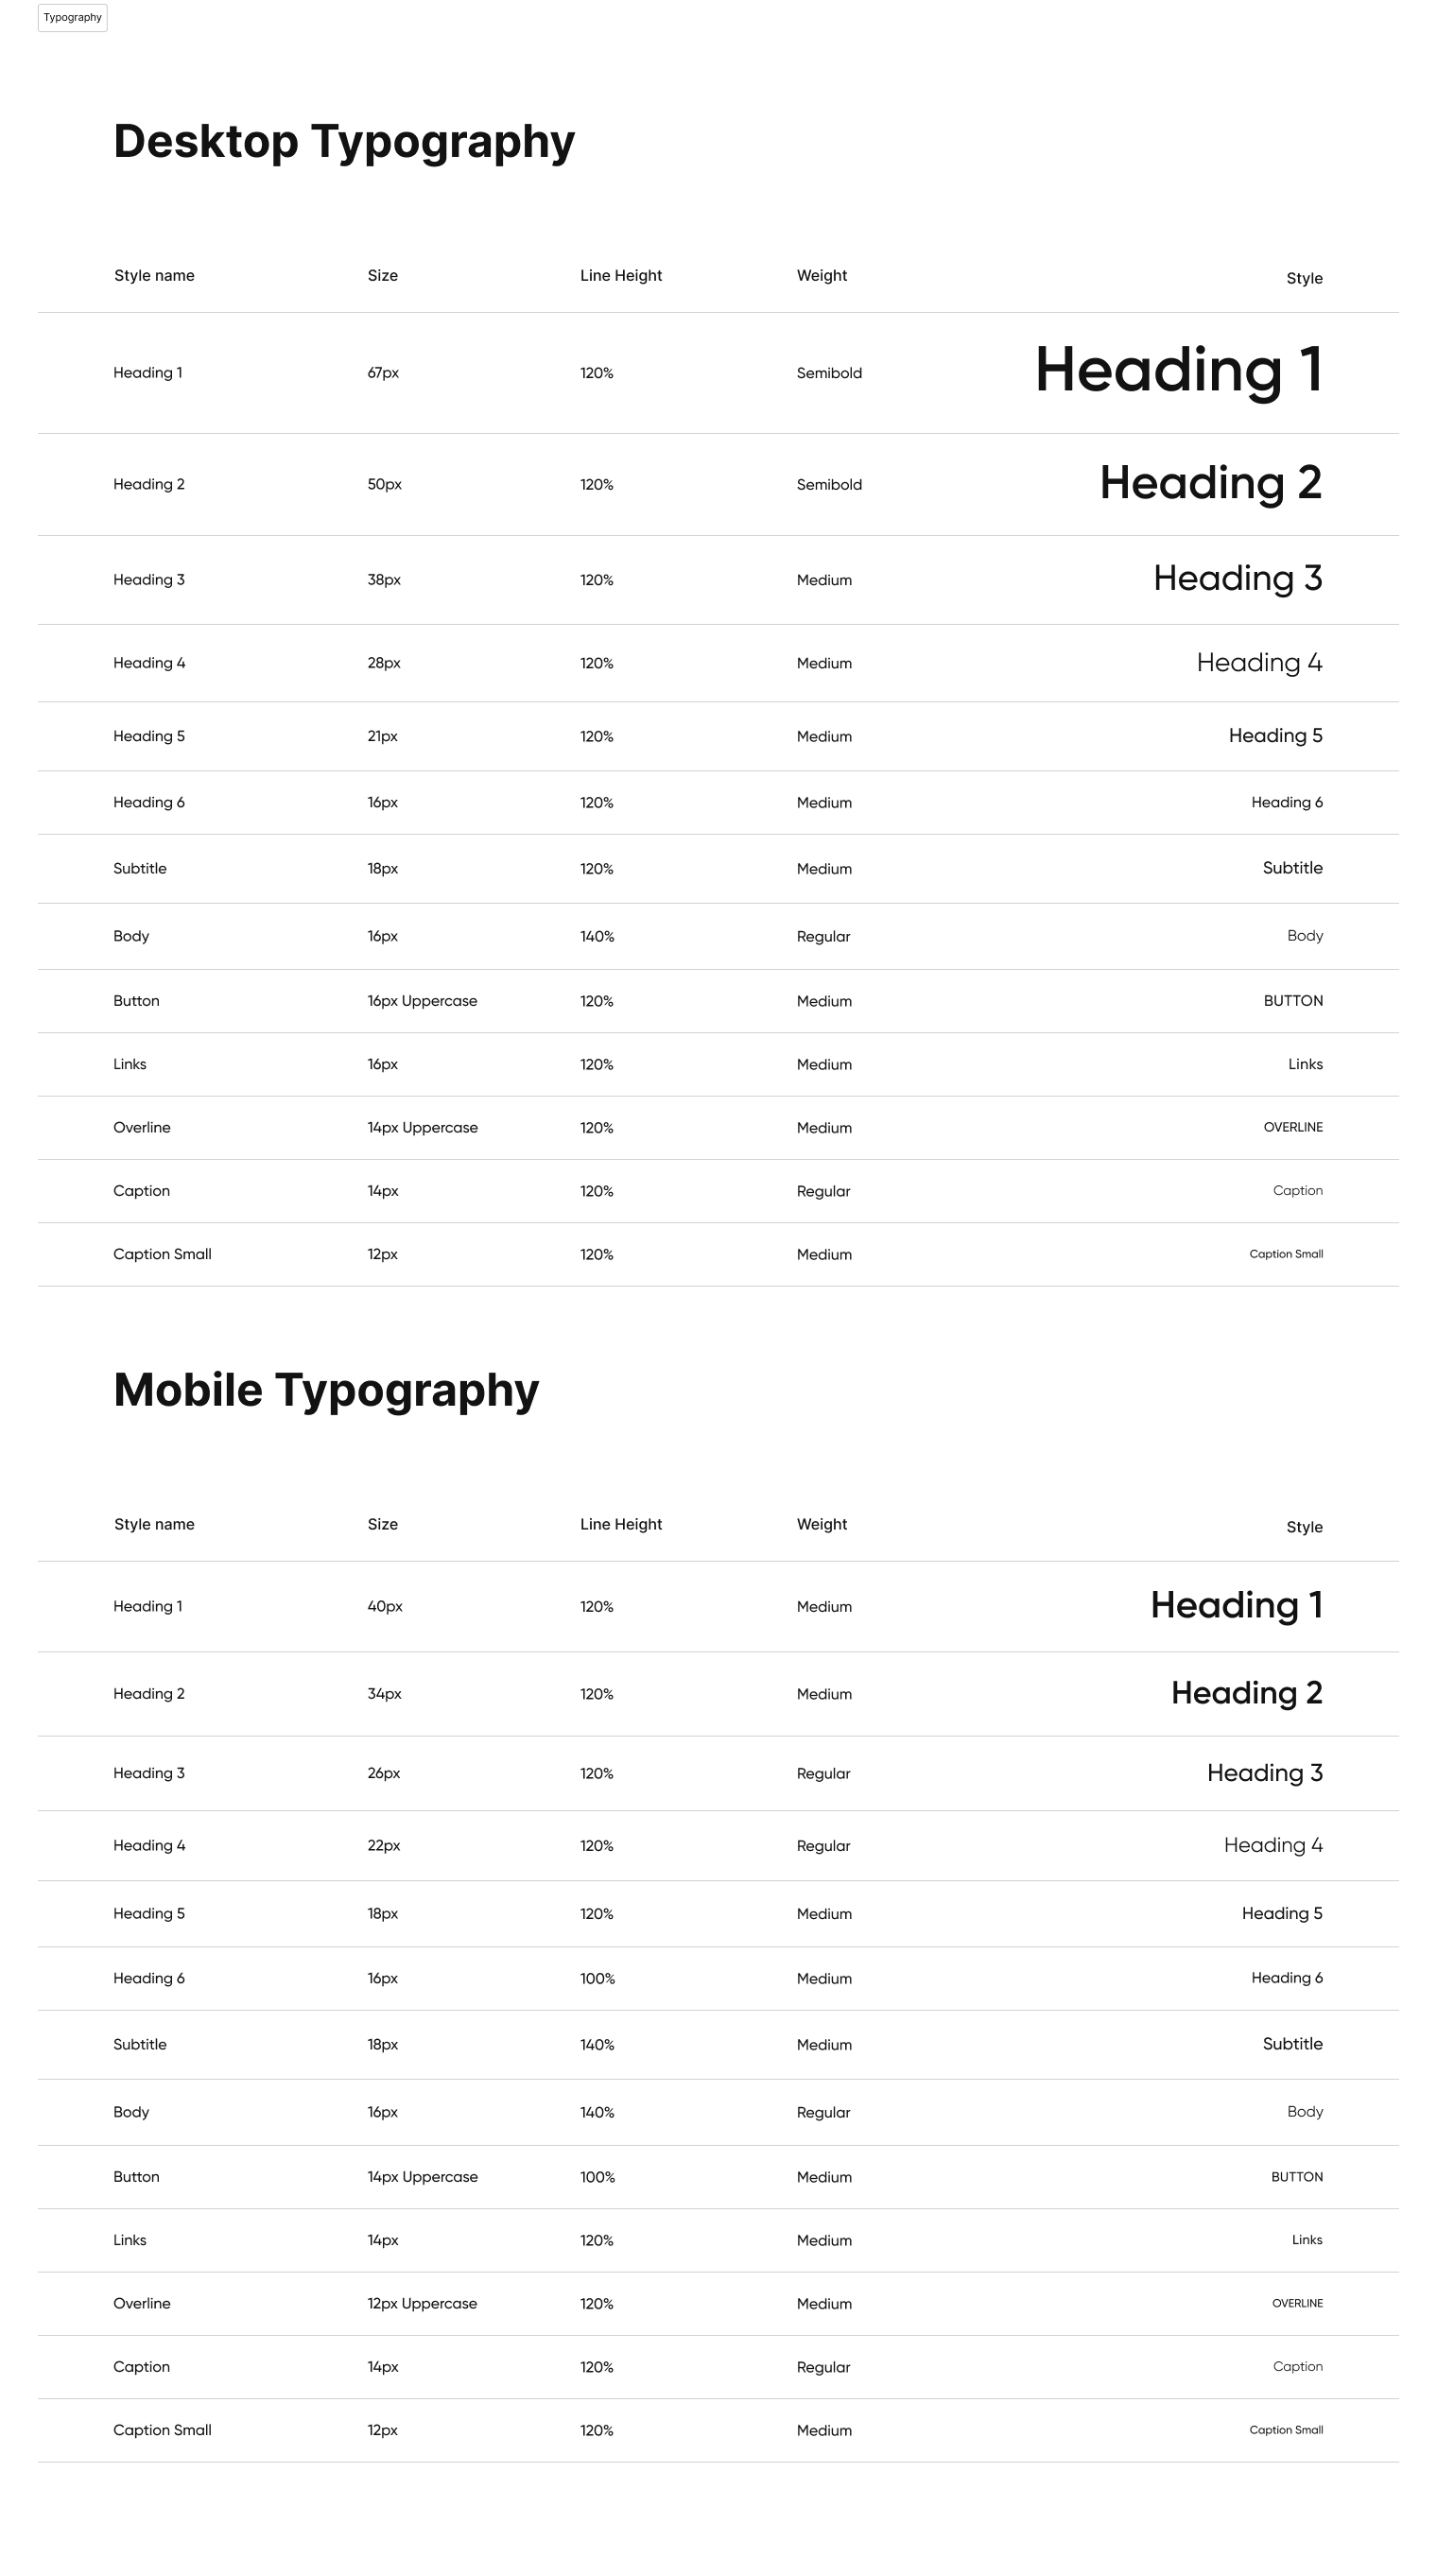 Typography
Desktop Typography
Style name Size Line Height Weight Style
Heading 1 67px 120% Semibold Heading 1
Heading 2 50px 120% Semibold Heading 2
Heading 3 38px 120% Medium Heading 3
Heading 4 28px 120% Medium Heading 4
Heading 5 21px 120% Medium Heading 5
Heading 6 16px 120% Medium Heading 6
Subtitle 18px 120% Medium Subtitle
Body 16px 140% Regular Body
Button 16px Uppercase 120% Medium BUTTON
Links 16px 120% Medium Links
Overline 14px Uppercase 120% Medium OVERLINE
Caption 14px 120% Regular Caption
Caption Small 12px 120% Medium Caption Small
Mobile Typography
Style name Size Line Height Weight Style
Heading 1 40px 120% Medium Heading 1
Heading 2 34px 120% Medium Heading 2
Heading 3 26px 120% Regular Heading 3
Heading 4 22px 120% Regular Heading 4
Heading 5 18px 120% Medium Heading 5
Heading 6 16px 100% Medium Heading 6
Subtitle 18px 140% Medium Subtitle
Body 16px 140% Regular Body
Button 14px Uppercase 100% Medium BUTTON
Links 14px 120% Medium Links
Overline 12px Uppercase 120% Medium OVERLINE
Caption 14px 120% Regular Caption
Caption Small 12px 120% Medium Caption Small